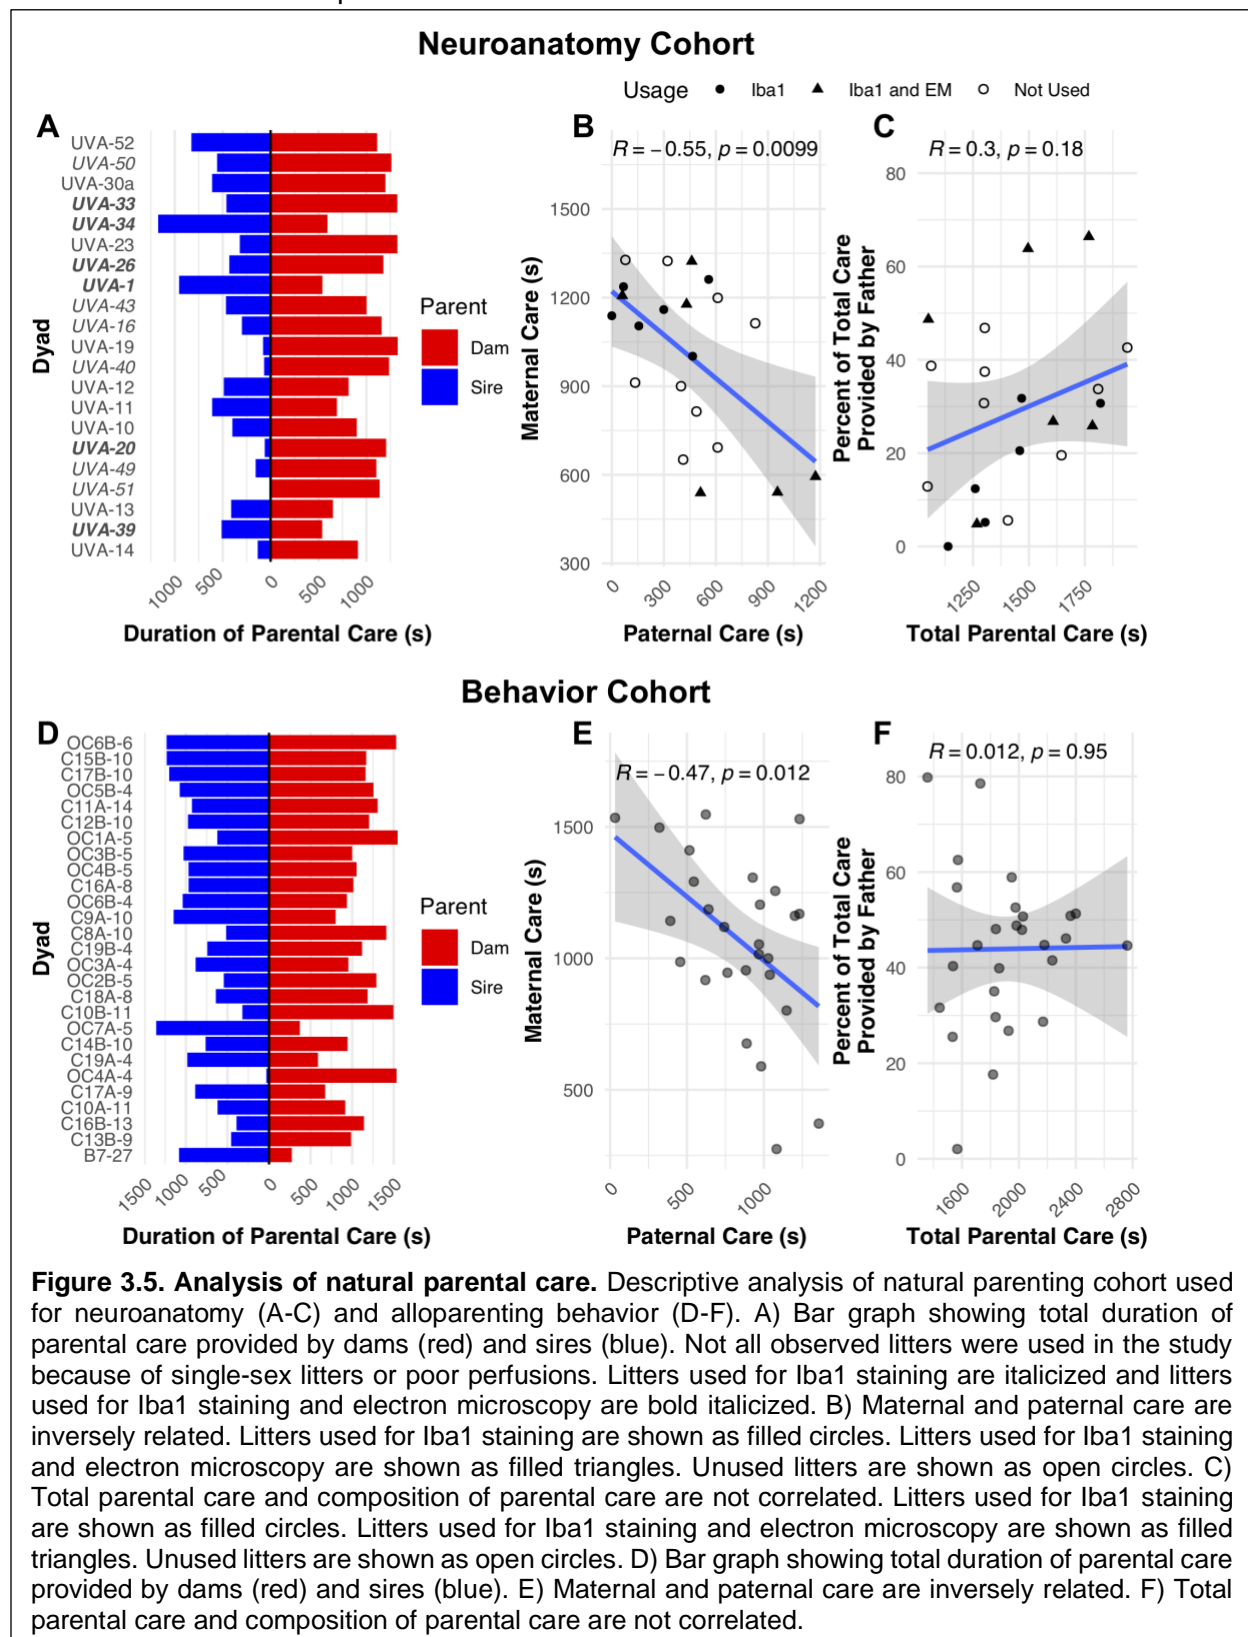 Neuroanatomy Cohort
Usage Iba1 Iba1 and EM Not Used
A
UVA-52
UVA-50
UVA-30a
UVA-33
UVA-34
UVA-23
UVA-26
UVA-1
UVA-43
UVA-16
UVA-19
UVA-40
UVA-12
UVA-11
UVA-10
UVA-20
UVA-49
UVA-51
UVA-13
UVA-39
UVA-14
Dyad
1000 500 0 500 1000
Duration of Parental Care (s)
Parent
Dam
Sire
B
R = −0.55, p = 0.0099
1500
1200
900
600
300
Maternal Care (s)
0 300 600 900 1200
Paternal Care (s)
C
R = 0.3, p = 0.18
80
60
40
20
0
Percent of Total Care
Provided by Father
1250 1500 1750
Total Parental Care (s)
Behavior Cohort
D
OC6B-6
C15B-10
C17B-10
OC5B-4
C11A-14
C12B-10
OC1A-5
OC3B-5
OC4B-5
C16A-8
OC6B-4
C9A-10
C8A-10
C19B-4
OC3A-4
OC2B-5
C18A-8
C10B-11
OC7A-5
C14B-10
C19A-4
OC4A-4
C17A-9
C10A-11
C16B-13
C13B-9
B7-27
Dyad
1500 1000 500 0 500 1000 1500
Duration of Parental Care (s)
Parent
Dam
Sire
E
R = −0.47, p = 0.012
1500
1000
500
Maternal Care (s)
0 500 1000
Paternal Care (s)
F
R = 0.012, p = 0.95
80
60
40
20
0
Percent of Total Care
Provided by Father
1600 2000 2400 2800
Total Parental Care (s)
Figure 3.5. Analysis of natural parental care. Descriptive analysis of natural parenting cohort used
for neuroanatomy (A-C) and alloparenting behavior (D-F). A) Bar graph showing total duration of
parental care provided by dams (red) and sires (blue). Not all observed litters were used in the study
because of single-sex litters or poor perfusions. Litters used for Iba1 staining are italicized and litters
used for Iba1 staining and electron microscopy are bold italicized. B) Maternal and paternal care are
inversely related. Litters used for Iba1 staining are shown as filled circles. Litters used for Iba1 staining
and electron microscopy are shown as filled triangles. Unused litters are shown as open circles. C)
Total parental care and composition of parental care are not correlated. Litters used for Iba1 staining
are shown as filled circles. Litters used for Iba1 staining and electron microscopy are shown as filled
triangles. Unused litters are shown as open circles. D) Bar graph showing total duration of parental care
provided by dams (red) and sires (blue). E) Maternal and paternal care are inversely related. F) Total
parental care and composition of parental care are not correlated.